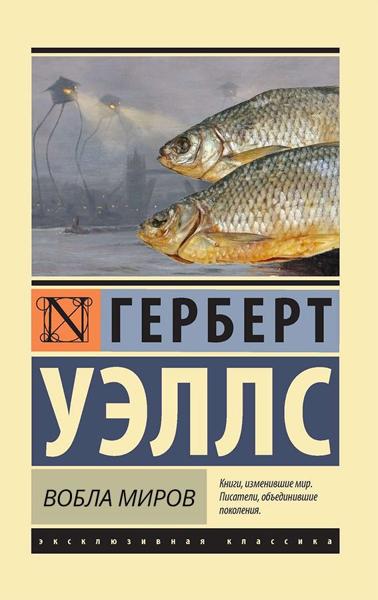 N
ГЕРБЕРТ
УЭЛЛС
ВОБЛА МИРОВ
Книги, изменившие мир.
Писатели, объединившие
поколения.
эксклюзивная классика